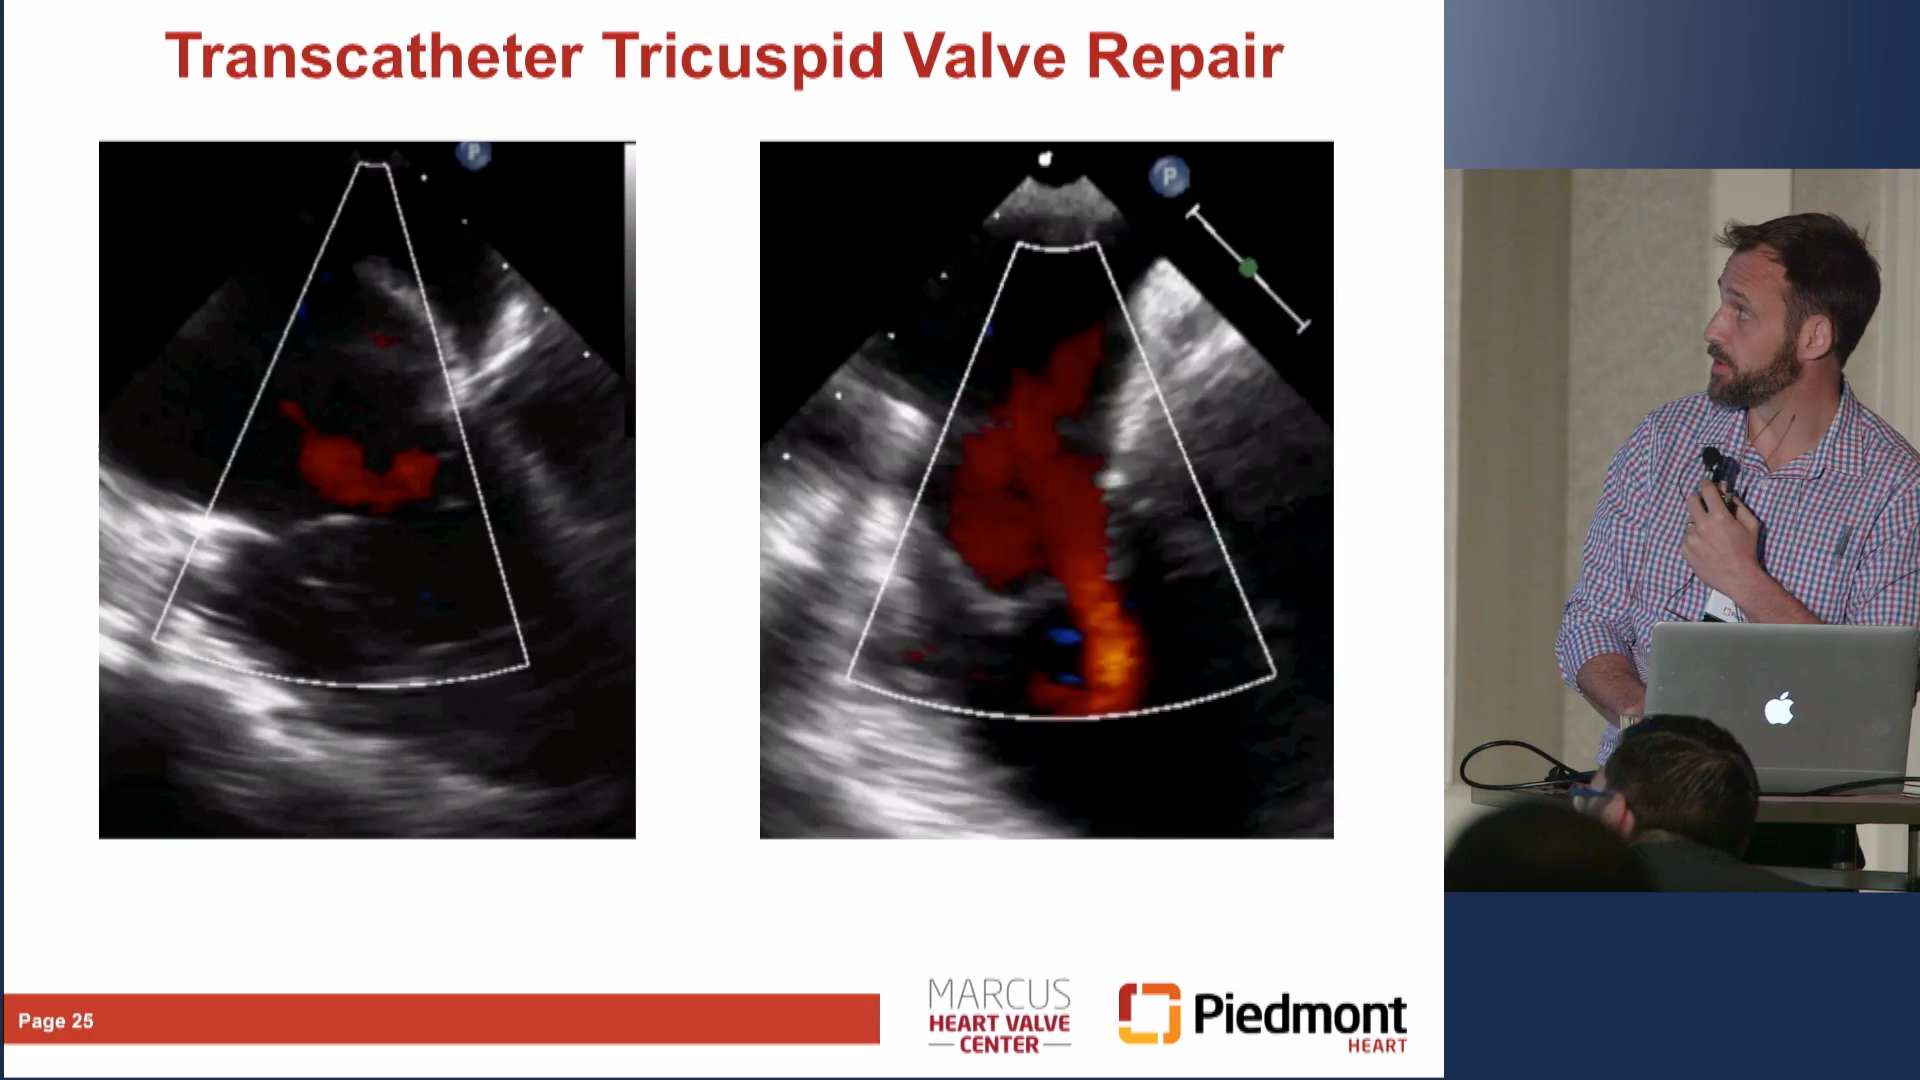 Transcatheter Tricuspid Valve Repair
P
P
Page 25
MARCUS
HEART VALVE
CENTER
Piedmont
HEART